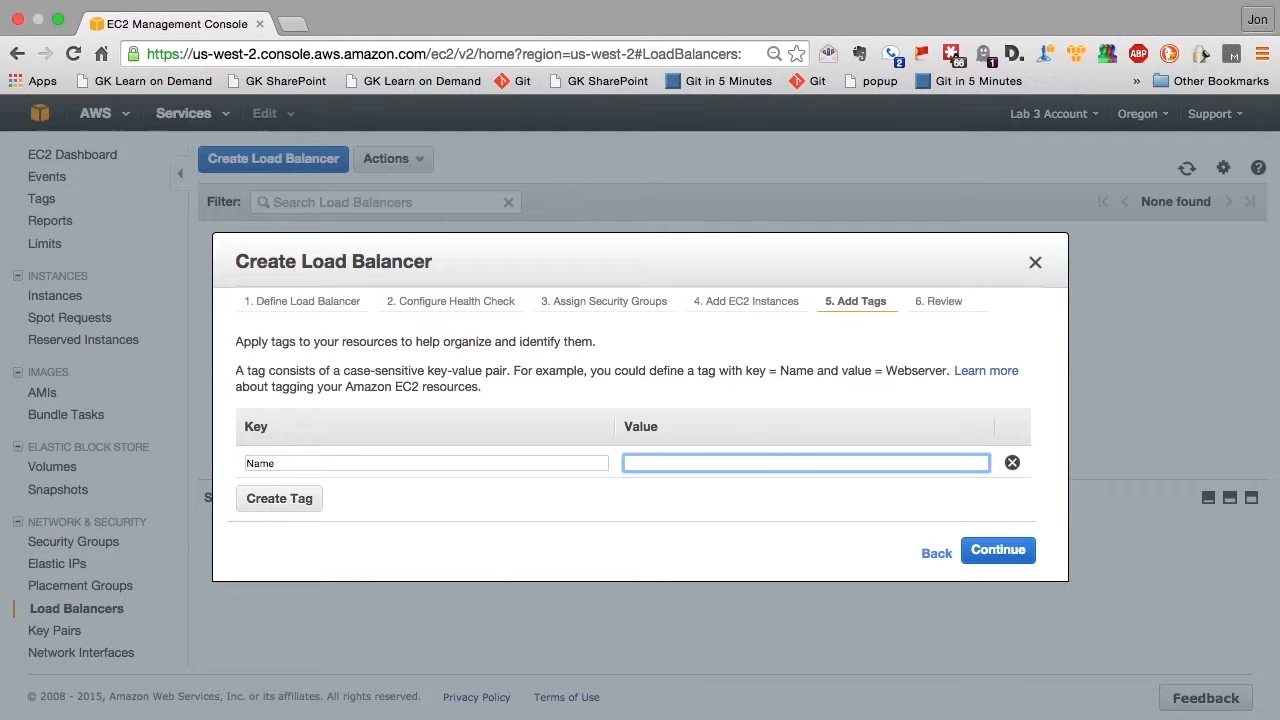 EC2 Management Console
Jon
https://us-west-2.console.aws.amazon.com/ec2/v2/home?region=us-west-2#LoadBalancers:
2
66
1
D.
ABP
M
Apps
GK Learn on Demand
GK SharePoint
GK Learn on Demand
Git
GK SharePoint
Git in 5 Minutes
Git
popup
Git in 5 Minutes
»
Other Bookmarks
AWS
Services
Edit
Lab 3 Account
Oregon
Support
EC2 Dashboard
Events
Tags
Reports
Limits
INSTANCES
Instances
Spot Requests
Reserved Instances
IMAGES
AMIs
Bundle Tasks
ELASTIC BLOCK STORE
Volumes
Snapshots
NETWORK & SECURITY
Security Groups
Elastic IPs
Placement Groups
Load Balancers
Key Pairs
Network Interfaces
Create Load Balancer
Actions
Filter:
Search Load Balancers
None found
S
Create Load Balancer
1. Define Load Balancer
2. Configure Health Check
3. Assign Security Groups
4. Add EC2 Instances
5. Add Tags
6. Review
Apply tags to your resources to help organize and identify them.
A tag consists of a case-sensitive key-value pair. For example, you could define a tag with key = Name and value = Webserver. Learn more
about tagging your Amazon EC2 resources.
Key
Value
Name
Create Tag
Back
Continue
© 2008 - 2015, Amazon Web Services, Inc. or its affiliates. All rights reserved.
Privacy Policy
Terms of Use
Feedback